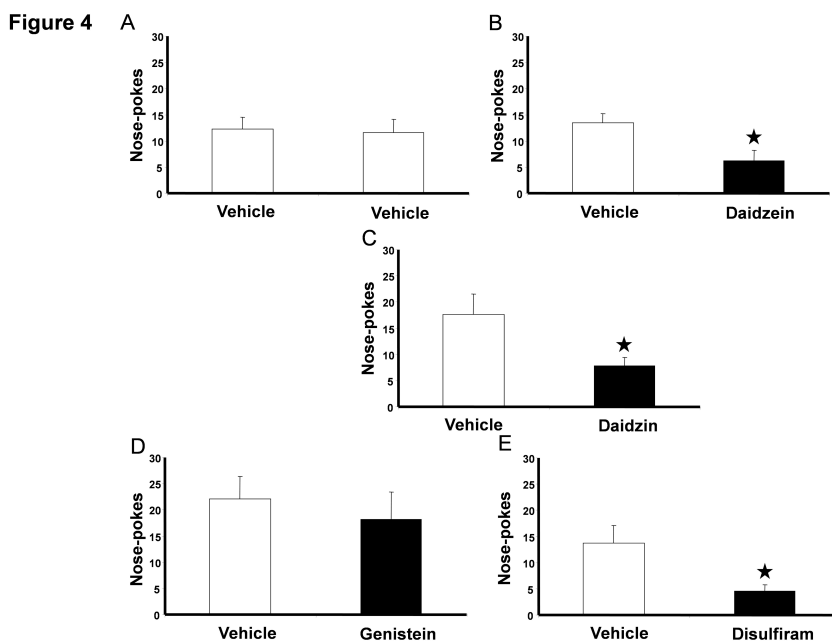 Figure 4
A
30
25
20
15
10
5
0
Nose-pokes
Vehicle Vehicle
B
30
25
20
15
10
5
0
Nose-pokes
Vehicle Daidzein
C
30
25
20
15
10
5
0
Nose-pokes
Vehicle Daidzin
D
30
25
20
15
10
5
0
Nose-pokes
Vehicle Genistein
E
30
25
20
15
10
5
0
Nose-pokes
Vehicle Disulfiram